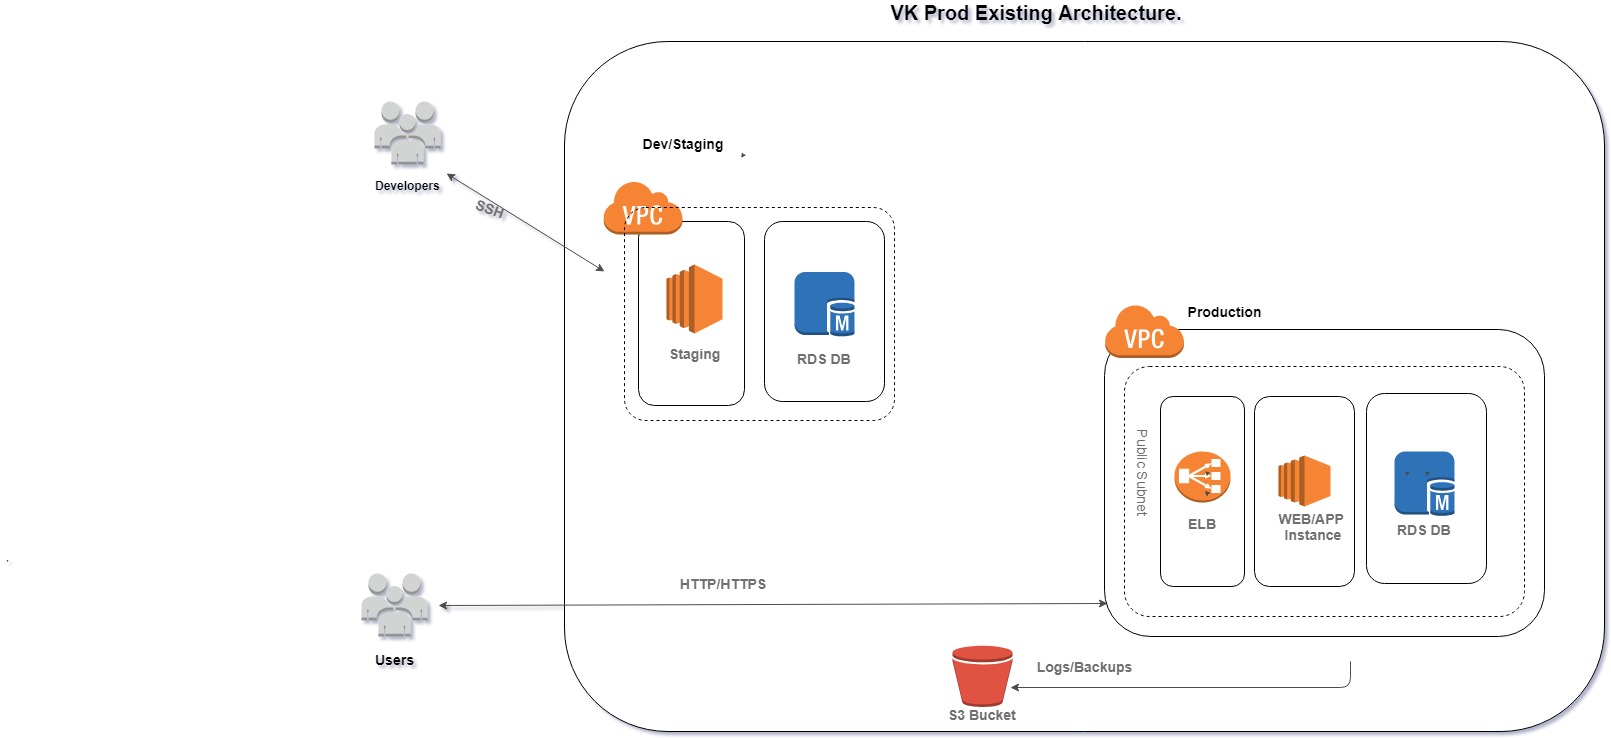 VK Prod Existing Architecture.
Dev/Staging
Developers
SSH
VPC
Staging
RDS DB
Production
VPC
Public Subnet
ELB
WEB/APP
Instance
M
RDS DB
M
HTTP/HTTPS
Users
Logs/Backups
S3 Bucket